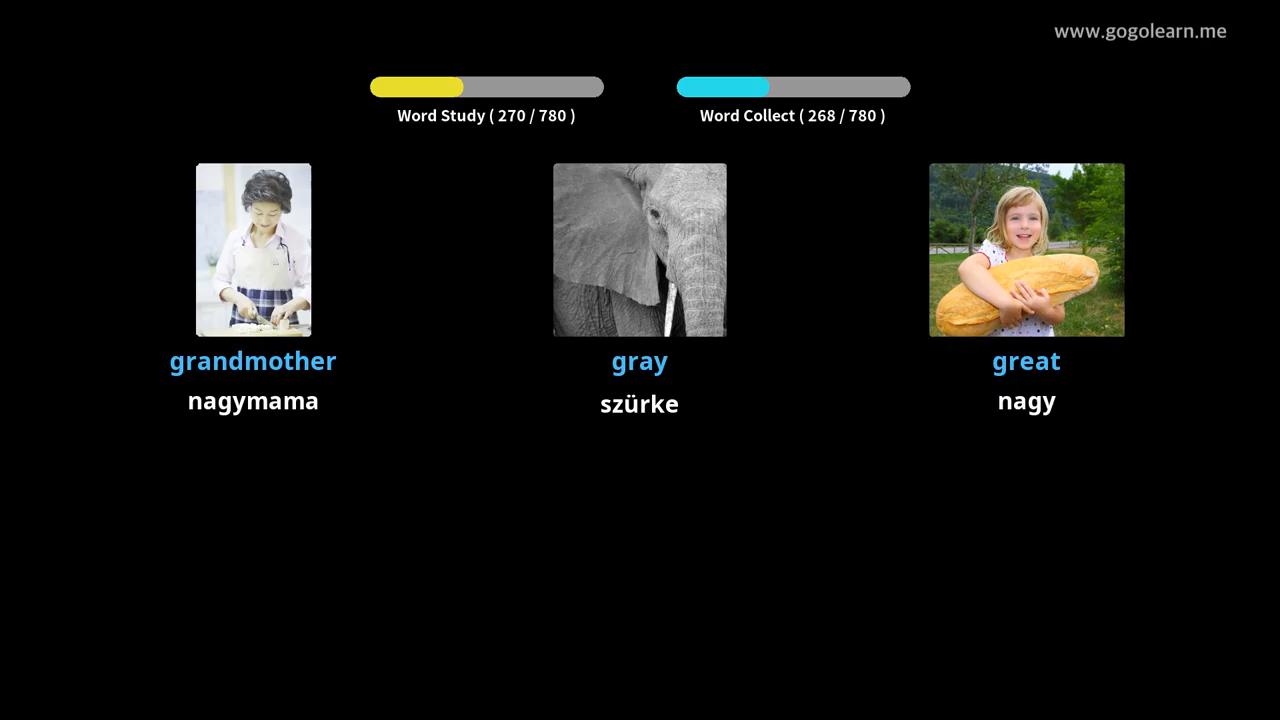 www.gogolearn.me
Word Study ( 270 / 780 )
Word Collect ( 268 / 780 )
grandmother
nagymama
gray
szürke
great
nagy